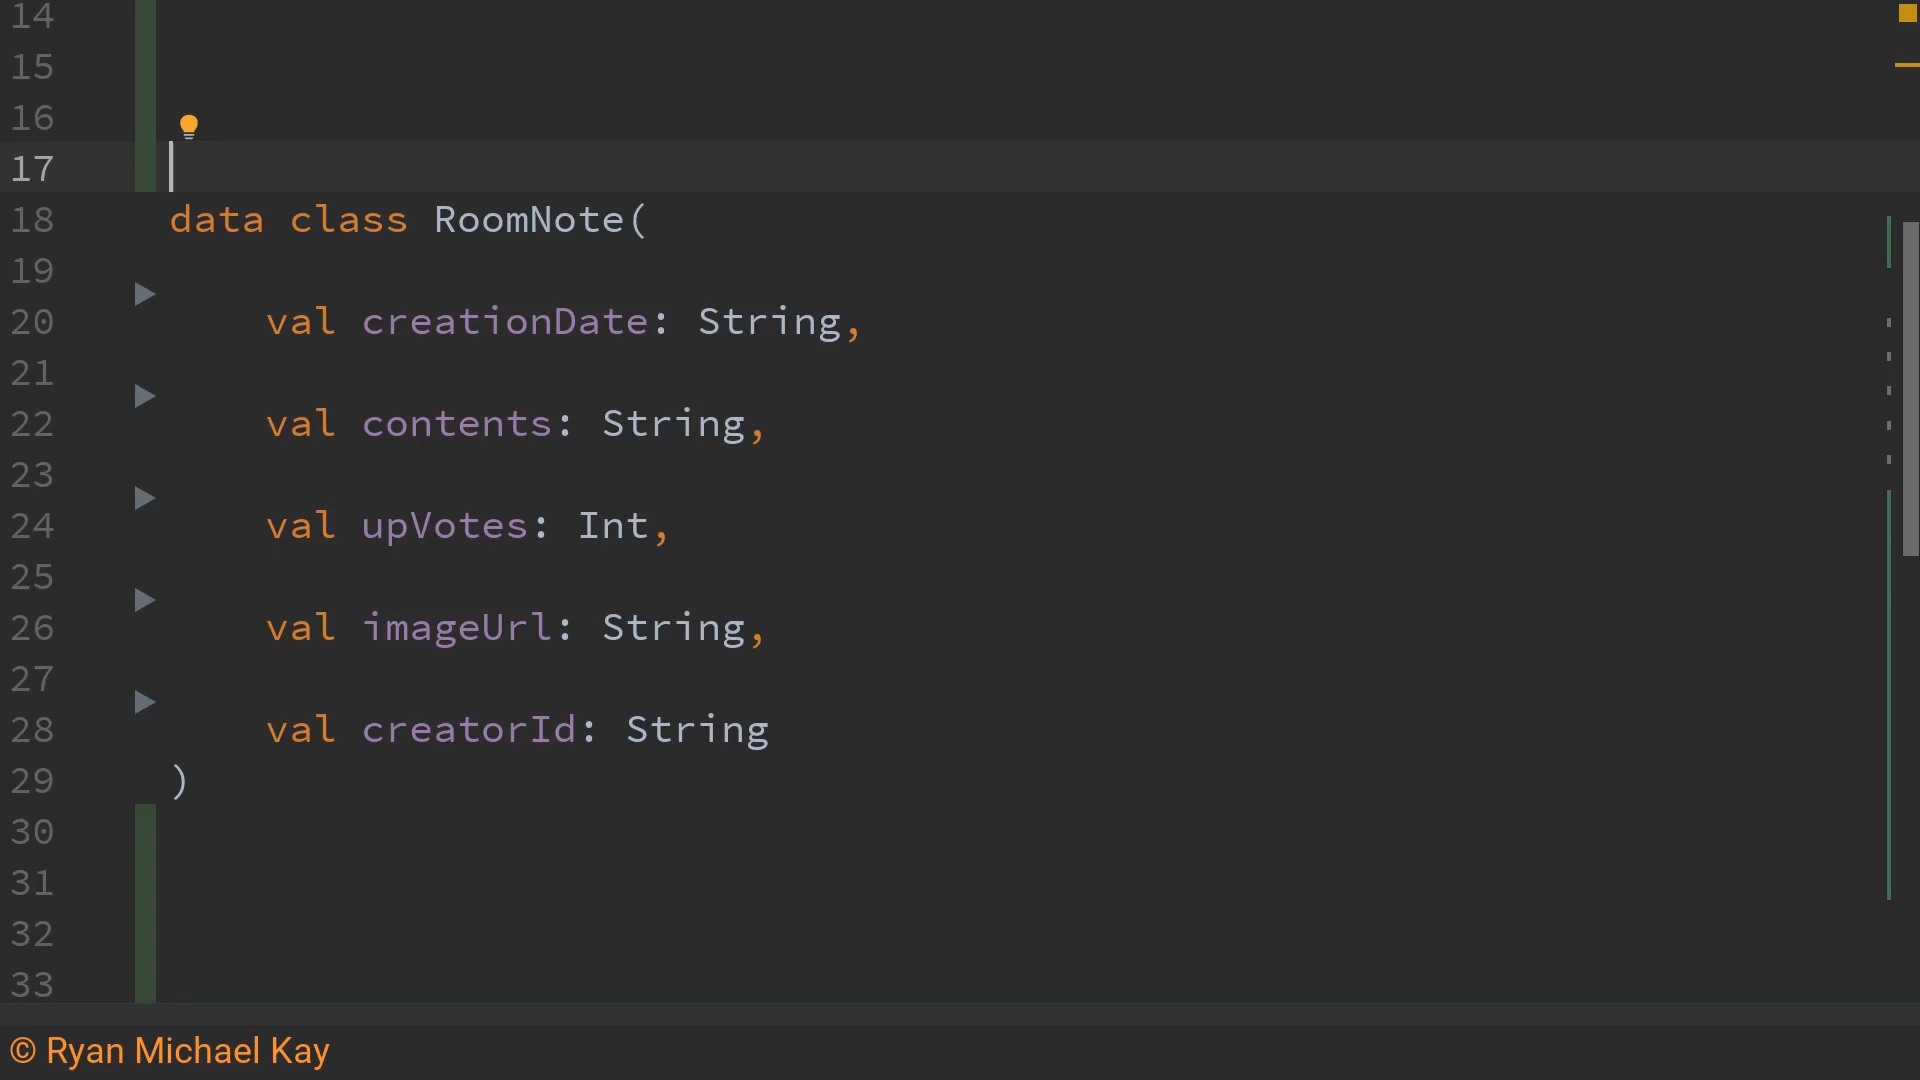 14
15
16
17
18 data class RoomNote(
19
20 val creationDate: String,
21
22 val contents: String,
23
24 val upVotes: Int,
25
26 val imageUrl: String,
27
28 val creatorId: String
29 )
30
31
32
33
© Ryan Michael Kay